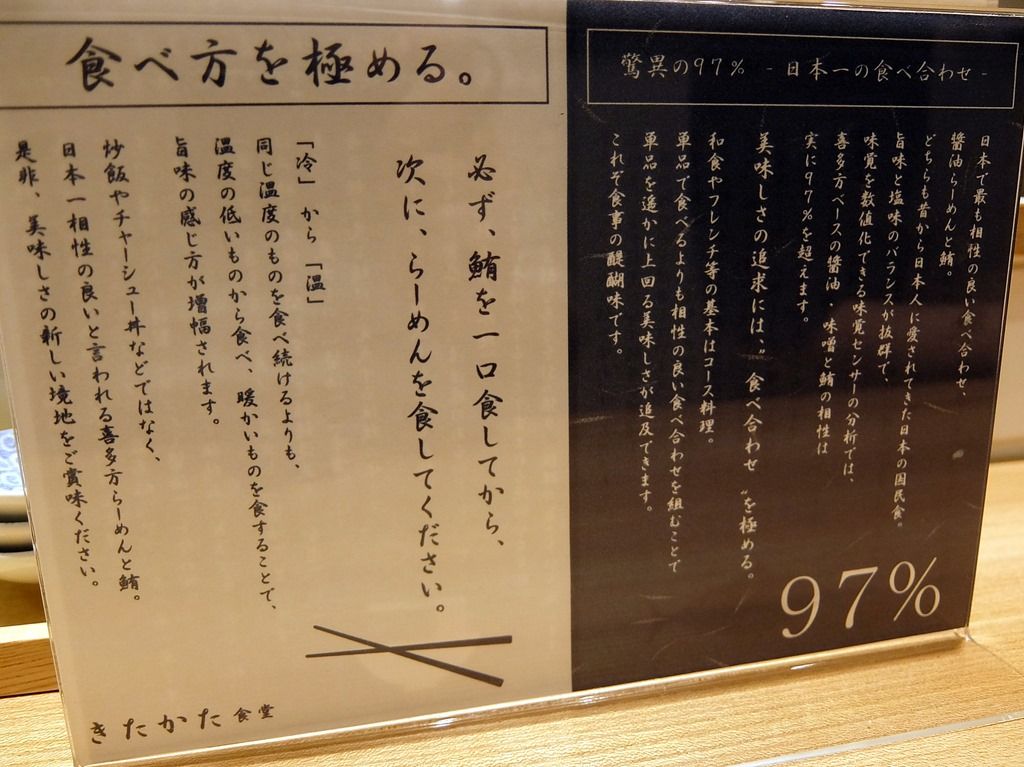 驚異の97% -日本一の食べ合わせ-
日本で最も相性の良い食べ合わせ、
醤油らーめんと鮪。
どちらも昔から日本人に愛されてきた日本の国民食。
旨味と塩味のバランスが抜群で、
味覚を数値化できる味覚センサーの分析では、
喜多方ベースの醤油・味噌と鮪の相性は
実に97%を超えます。
美味しさの追求には、〝食べ合わせ〟を極める。
和食やフレンチ等の基本はコース料理。
単品で食べるよりも相性の良い食べ合わせを組むことで
単品を遥かに上回る美味しさが追及できます。
これぞ食事の醍醐味です。
97%
食べ方を極める。
必ず、鮪を一口食してから、
次に、らーめんを食してください。
「冷」から「温」
同じ温度のものを食べ続けるよりも、
温度の低いものから食べ、暖かいものを食することで、
旨味の感じ方が増幅されます。
炒飯やチャーシュー丼などではなく、
日本一相性の良いと言われる喜多方らーめんと鮪。
是非、美味しさの新しい境地をご賞味ください。
きたかた食堂